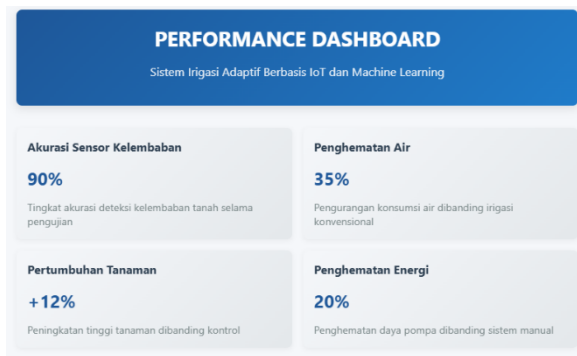 PERFORMANCE DASHBOARD
Sistem Irigasi Adaptif Berbasis IoT dan Machine Learning
Akurasi Sensor Kelembaban
90%
Tingkat akurasi deteksi kelembaban tanah selama
pengujian
Penghematan Air
35%
Pengurangan konsumsi air dibanding irigasi
konvensional
Pertumbuhan Tanaman
+12%
Peningkatan tinggi tanaman dibanding kontrol
Penghematan Energi
20%
Penghematan daya pompa dibanding sistem manual